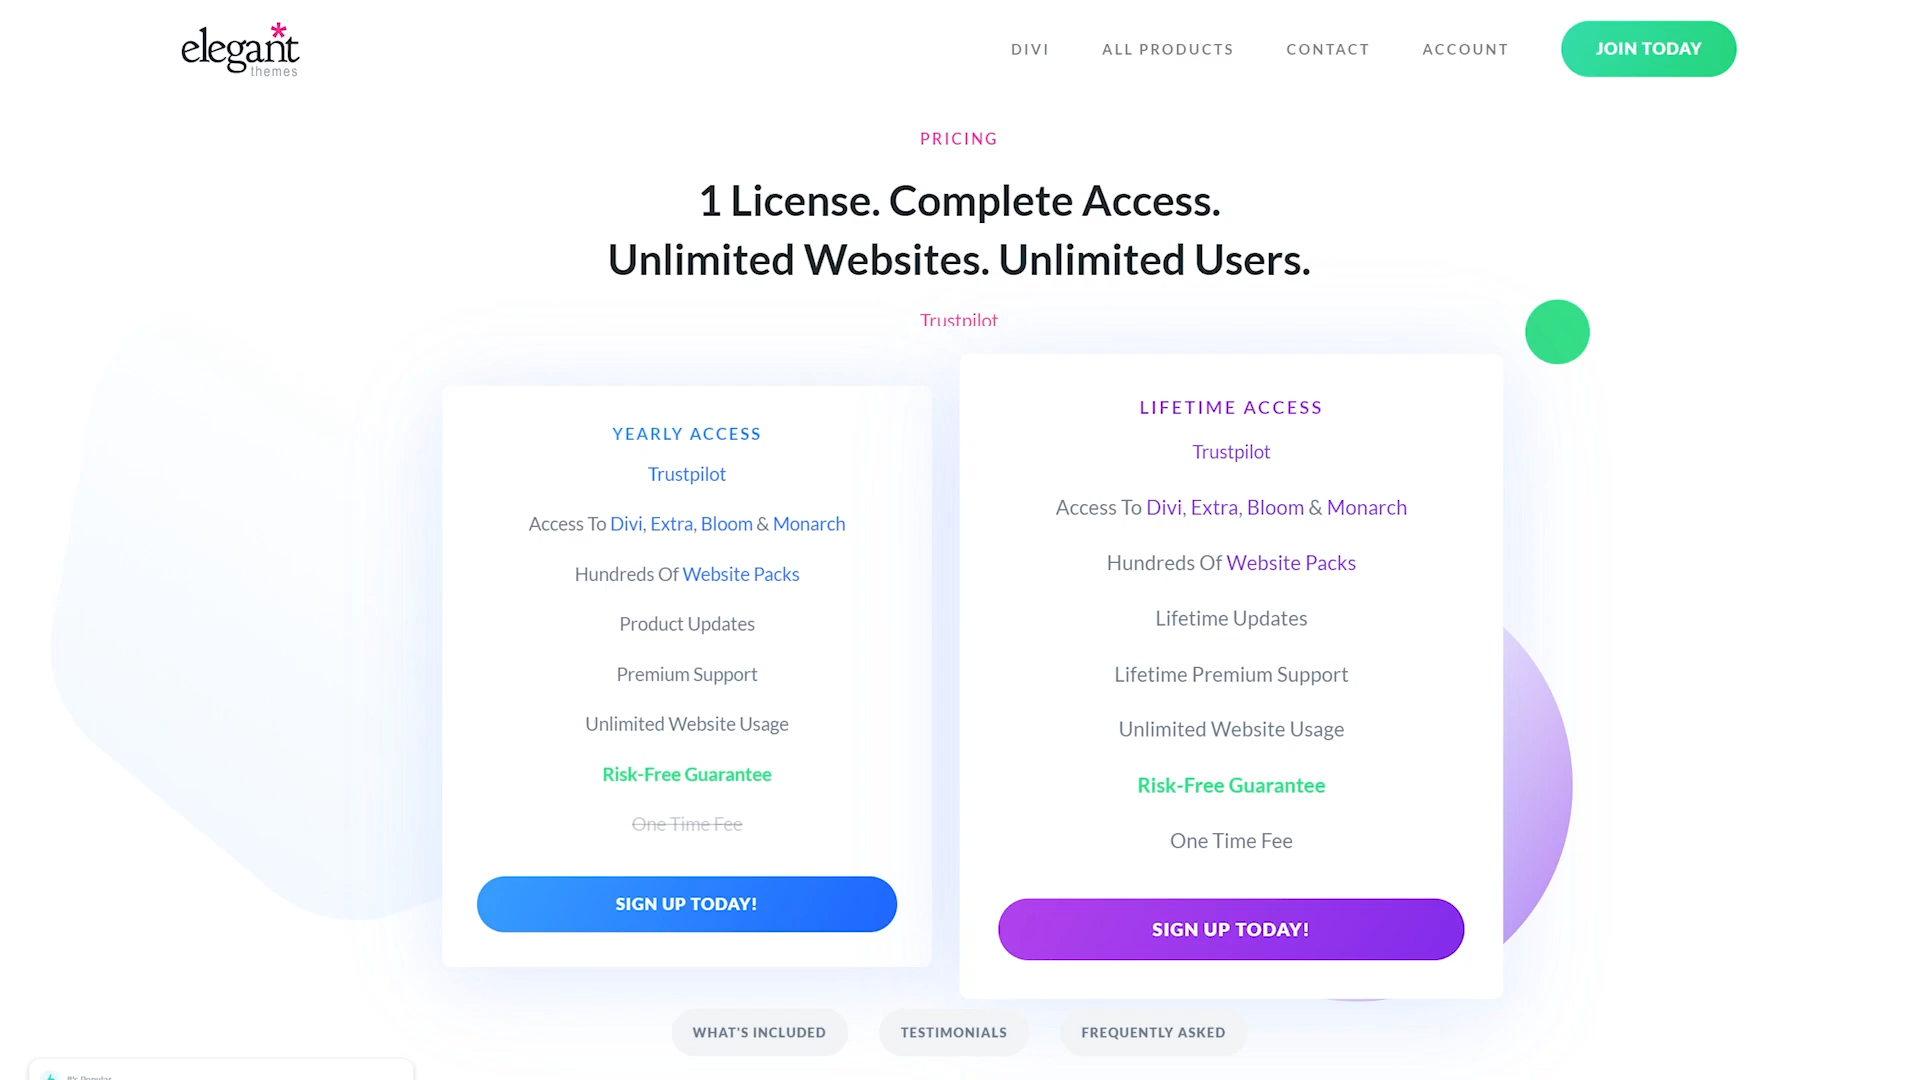 elegant
themes
DIVI
ALL PRODUCTS
CONTACT
ACCOUNT
JOIN TODAY
PRICING
1 License. Complete Access.
Unlimited Websites. Unlimited Users.
Trustpilot
YEARLY ACCESS
Trustpilot
Access To Divi, Extra, Bloom & Monarch
Hundreds Of Website Packs
Product Updates
Premium Support
Unlimited Website Usage
Risk-Free Guarantee
One Time Fee
SIGN UP TODAY!
LIFETIME ACCESS
Trustpilot
Access To Divi, Extra, Bloom & Monarch
Hundreds Of Website Packs
Lifetime Updates
Lifetime Premium Support
Unlimited Website Usage
Risk-Free Guarantee
One Time Fee
SIGN UP TODAY!
WHAT'S INCLUDED
TESTIMONIALS
FREQUENTLY ASKED
It's Popular